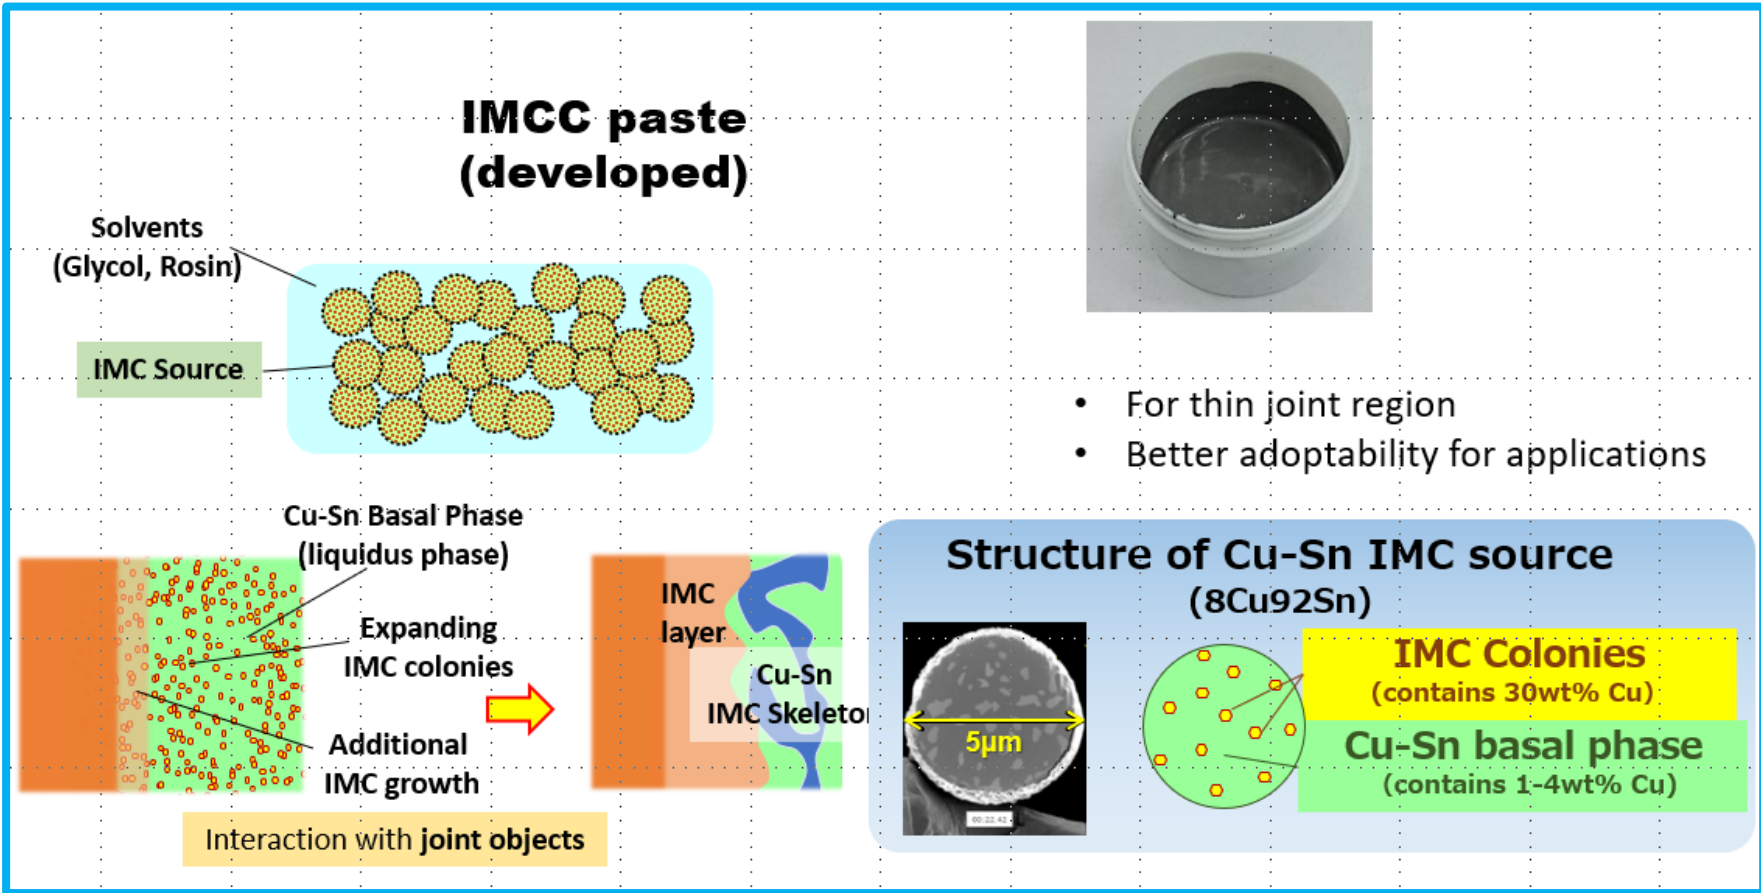 IMCC paste
(developed)
Solvents
(Glycol, Rosin)
IMC Source
• For thin joint region
• Better adoptability for applications
Cu-Sn Basal Phase
(liquidus phase)
Expanding
IMC colonies
Additional
IMC growth
Interaction with joint objects
IMC
layer
Cu-Sn
IMC Skeleto
Structure of Cu-Sn IMC source
(8Cu92Sn)
5μm
00:22.42
IMC Colonies
(contains 30wt% Cu)
Cu-Sn basal phase
(contains 1-4wt% Cu)